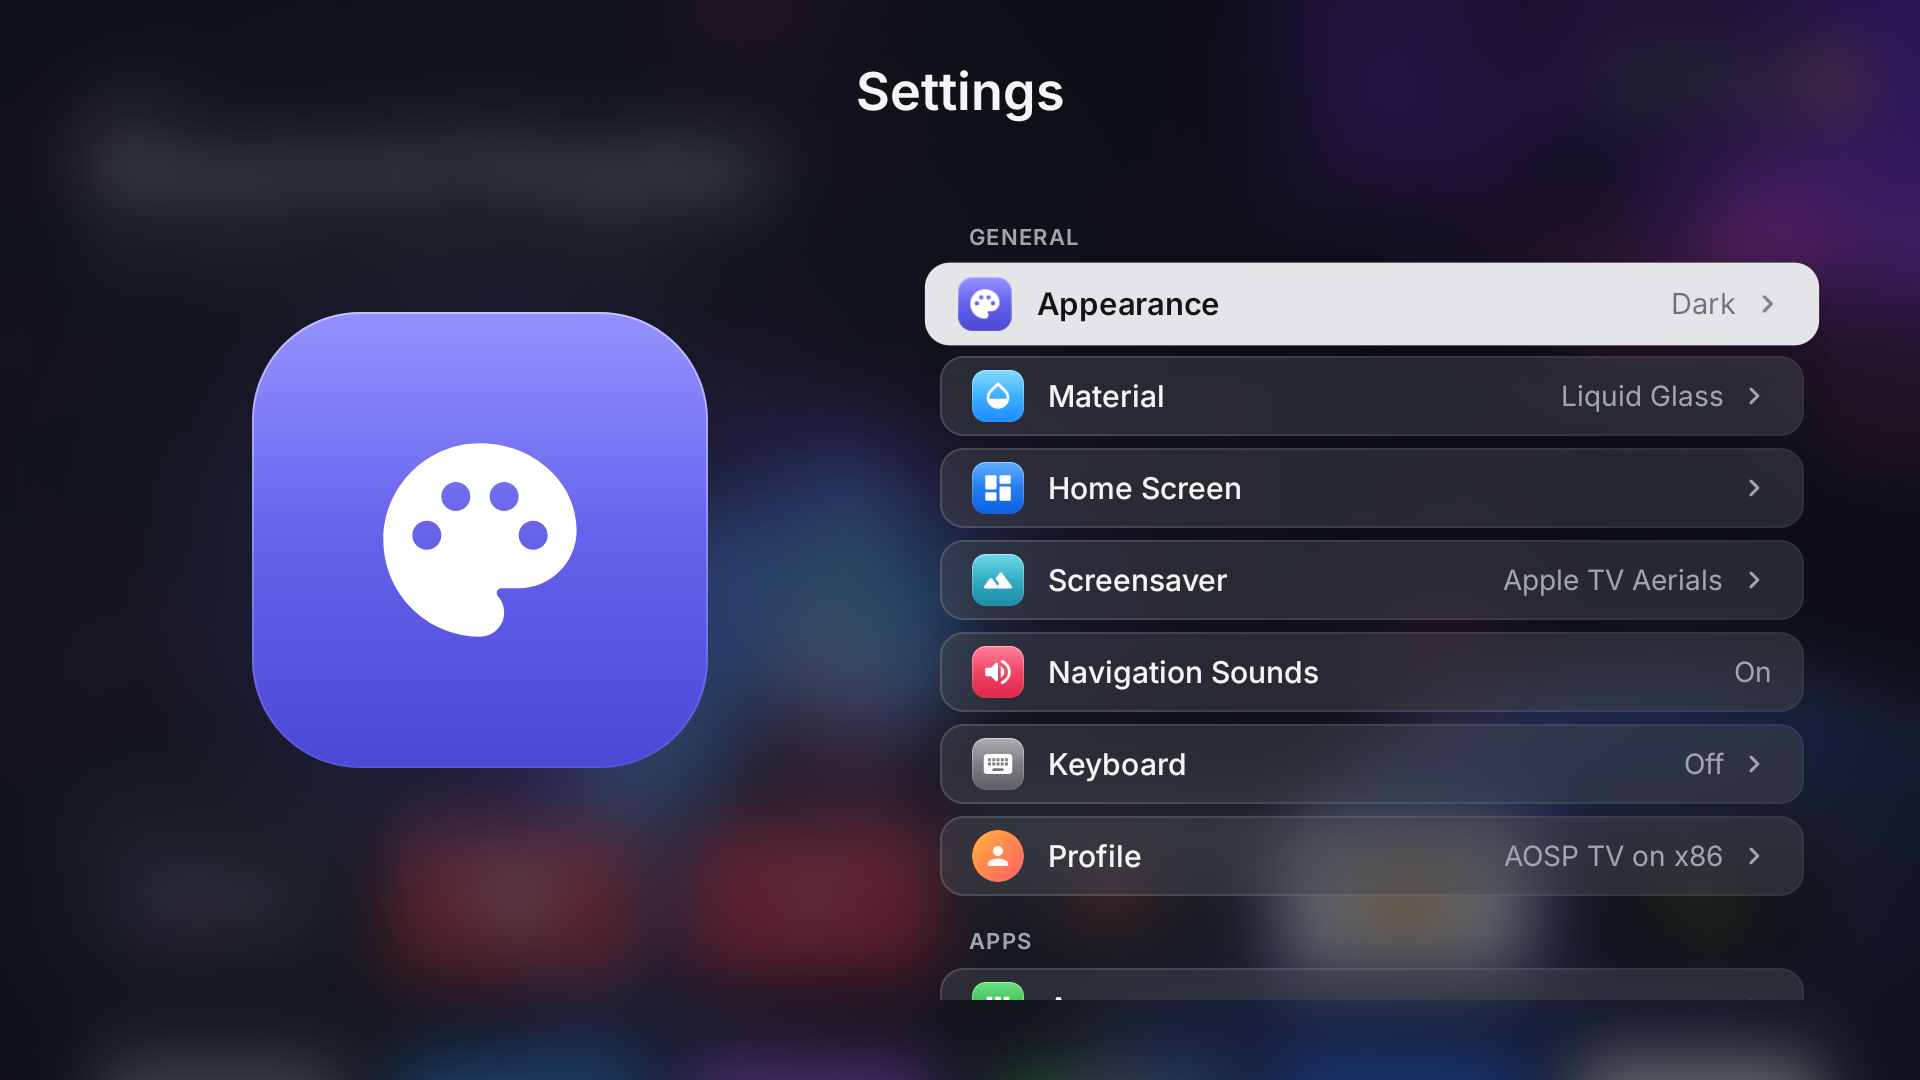 Settings
GENERAL
Appearance Dark
Material Liquid Glass
Home Screen
Screensaver Apple TV Aerials
Navigation Sounds On
Keyboard Off
Profile AOSP TV on x86
APPS